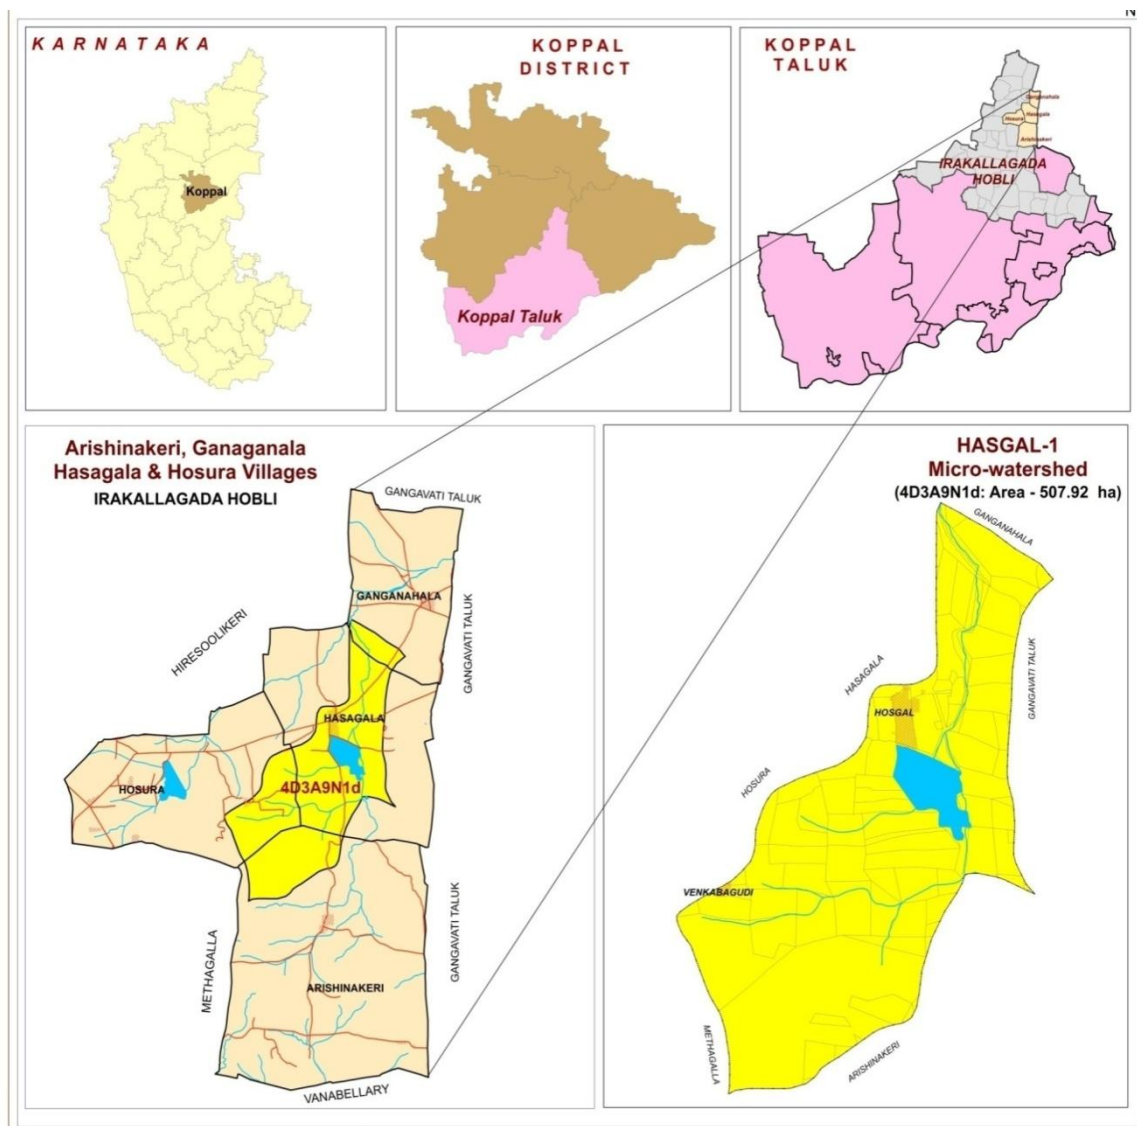 N
KARNATAKA
Koppal
KOPPAL
DISTRICT
Koppal Taluk
KOPPAL
TALUK
Ganganahala
Hasagala
Hosura
Arishinakeri
IRAKALLAGADA
HOBLI
Arishinakeri, Ganaganala
Hasagala & Hosura Villages
IRAKALLAGADA HOBLI
GANGAVATI TALUK
GANGANAHALA
HIRESOOLIKERI
GANGAVATI TALUK
HASAGALA
HOSURA
4D3A9N1d
METHAGALLA
GANGAVATI TALUK
ARISHINAKERI
VANABELLARY
HASGAL-1
Micro-watershed
(4D3A9N1d: Area - 507.92 ha)
GANGANAHALA
HASAGALA
GANGAVATI TALUK
HOSGAL
HOSURA
VENKABAGUDI
METHAGALLA
ARISHINAKERI